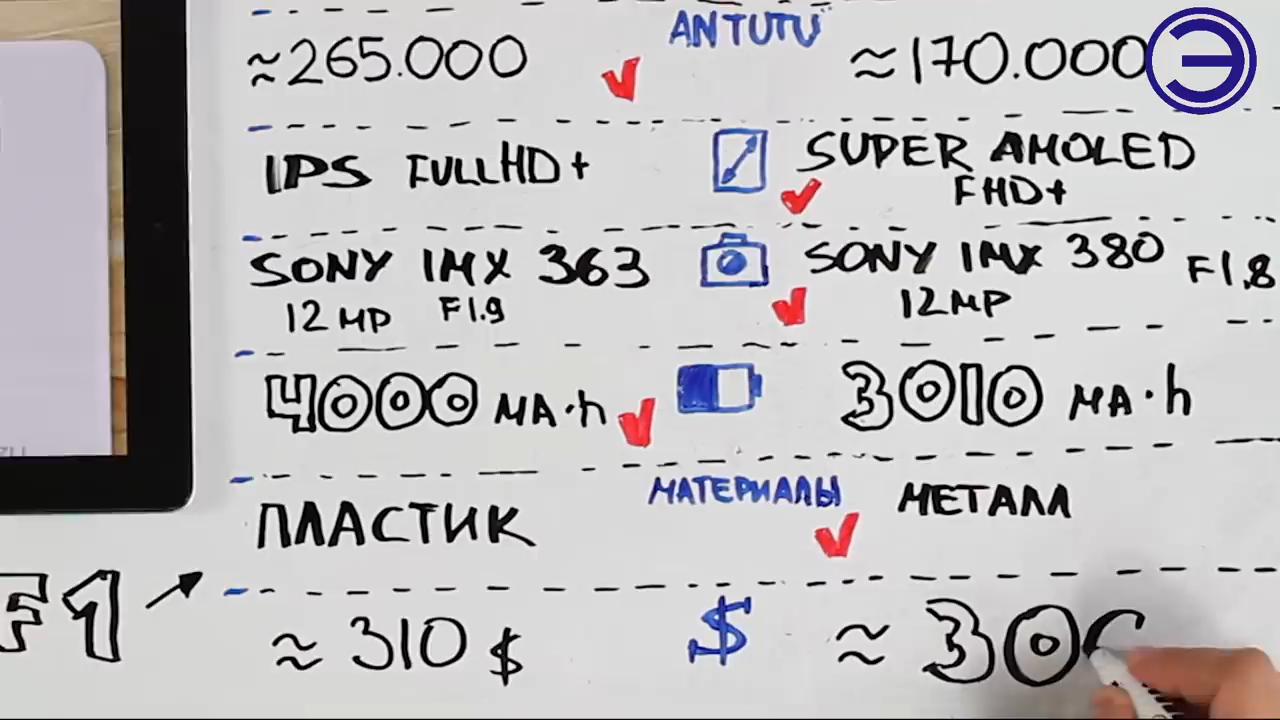 ANTUTU
≈265.000
≈170.000
Э
IPS FULLHD+
SUPER AMOLED
FHD+
SONY IMX 363
12 MP F1.9
SONY IMX 380 F1,8
12MP
4000 MA·h
3010 MA·h
МАТЕРИАЛЫ
ПЛАСТИК
МЕТАЛЛ
F1
≈ 310 $
$
≈ 30